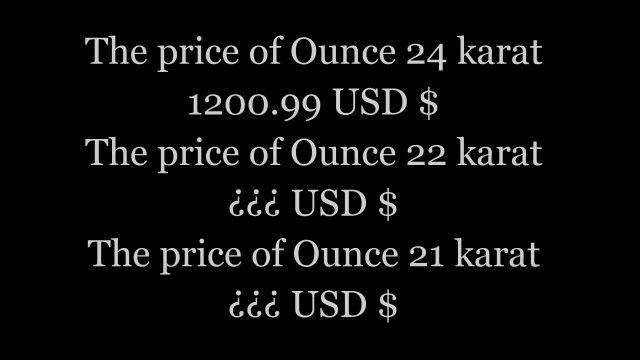 The price of Ounce 24 karat
1200.99 USD $
The price of Ounce 22 karat
¿¿¿ USD $
The price of Ounce 21 karat
¿¿¿ USD $